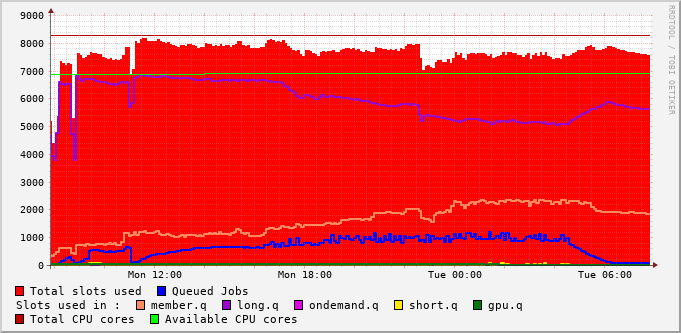 9000
8000
7000
6000
5000
4000
3000
2000
1000
0
Mon 12:00 Mon 18:00 Tue 00:00 Tue 06:00
RRDTOOL / TOBI OETIKER
Total slots used Queued Jobs
Slots used in : member.q long.q ondemand.q short.q gpu.q
Total CPU cores Available CPU cores